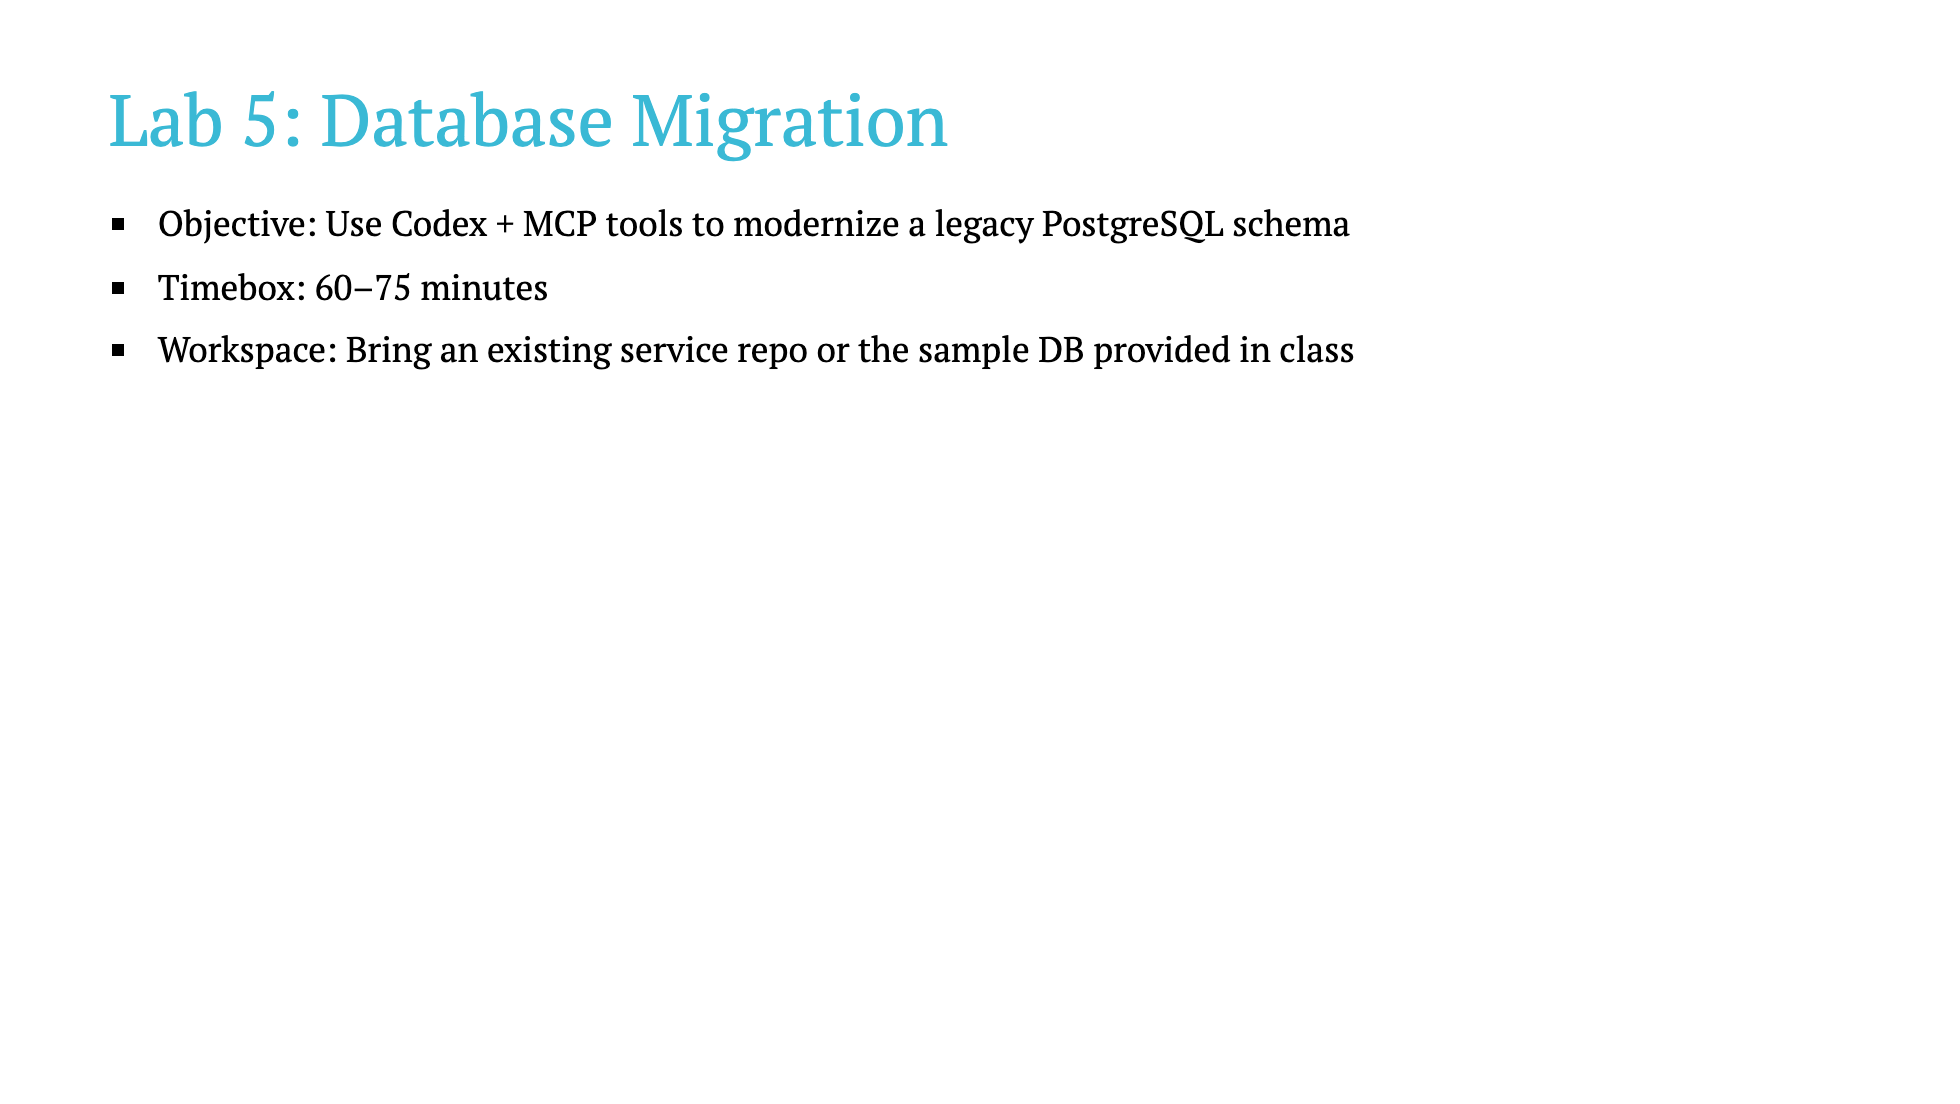 Lab 5: Database Migration
▪ Objective: Use Codex + MCP tools to modernize a legacy PostgreSQL schema
▪ Timebox: 60–75 minutes
▪ Workspace: Bring an existing service repo or the sample DB provided in class